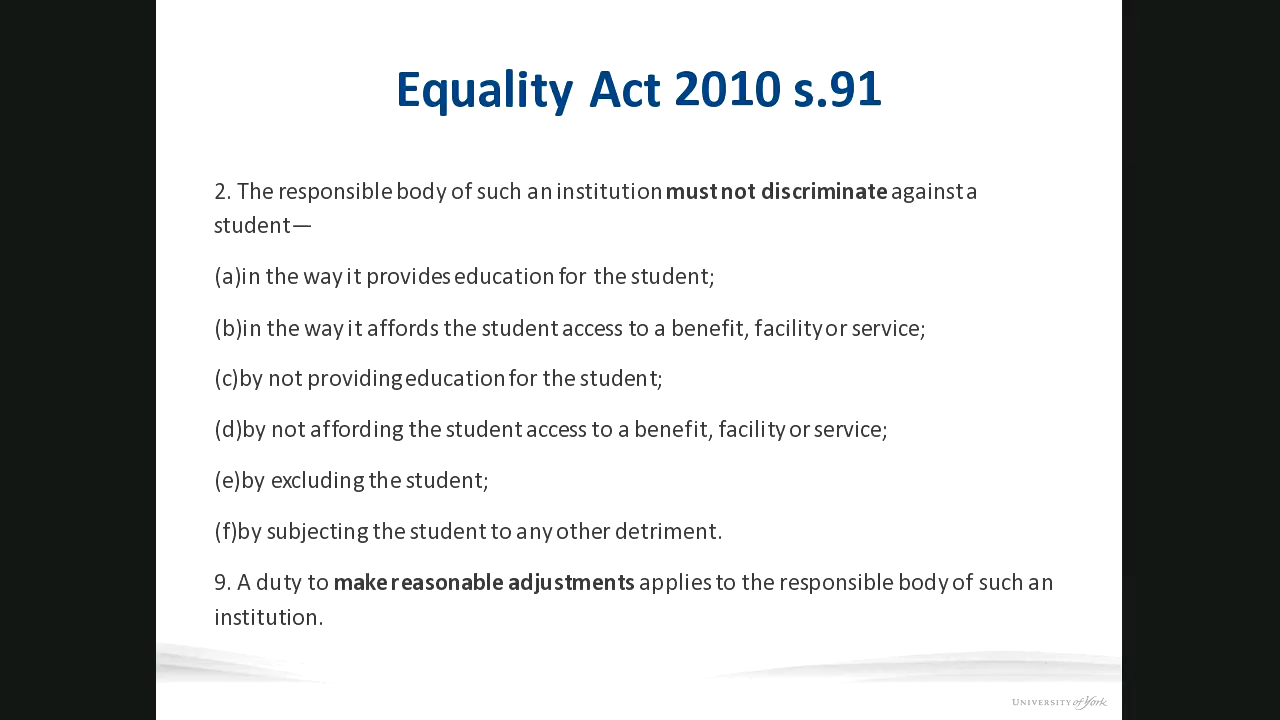 Equality Act 2010 s.91
2. The responsible body of such an institution must not discriminate against a
student—
(a)in the way it provides education for the student;
(b)in the way it affords the student access to a benefit, facility or service;
(c)by not providing education for the student;
(d)by not affording the student access to a benefit, facility or service;
(e)by excluding the student;
(f)by subjecting the student to any other detriment.
9. A duty to make reasonable adjustments applies to the responsible body of such an
institution.
UNIVERSITY of York